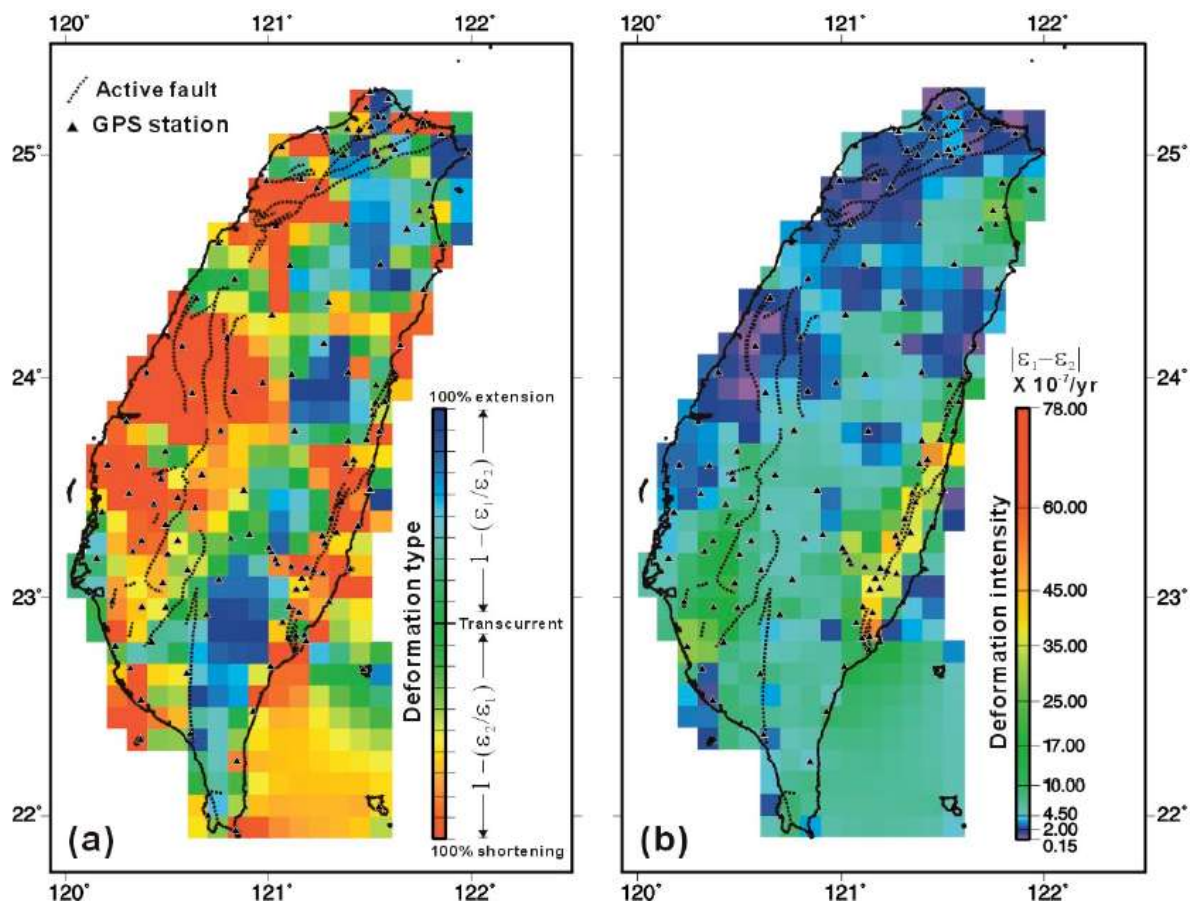 120° 121° 122°
Active fault
GPS station
25°
24°
23°
22°
100% extension
1−(ε₁/ε₂)
Transcurrent
1−(ε₂/ε₁)
100% shortening
Deformation type
(a)
120° 121° 122°
120° 121° 122°
25°
24°
23°
22°
|ε₁−ε₂|
X 10⁻⁷/yr
78.00
60.00
45.00
35.00
25.00
17.00
10.00
4.50
2.00
0.15
Deformation intensity
(b)
120° 121° 122°